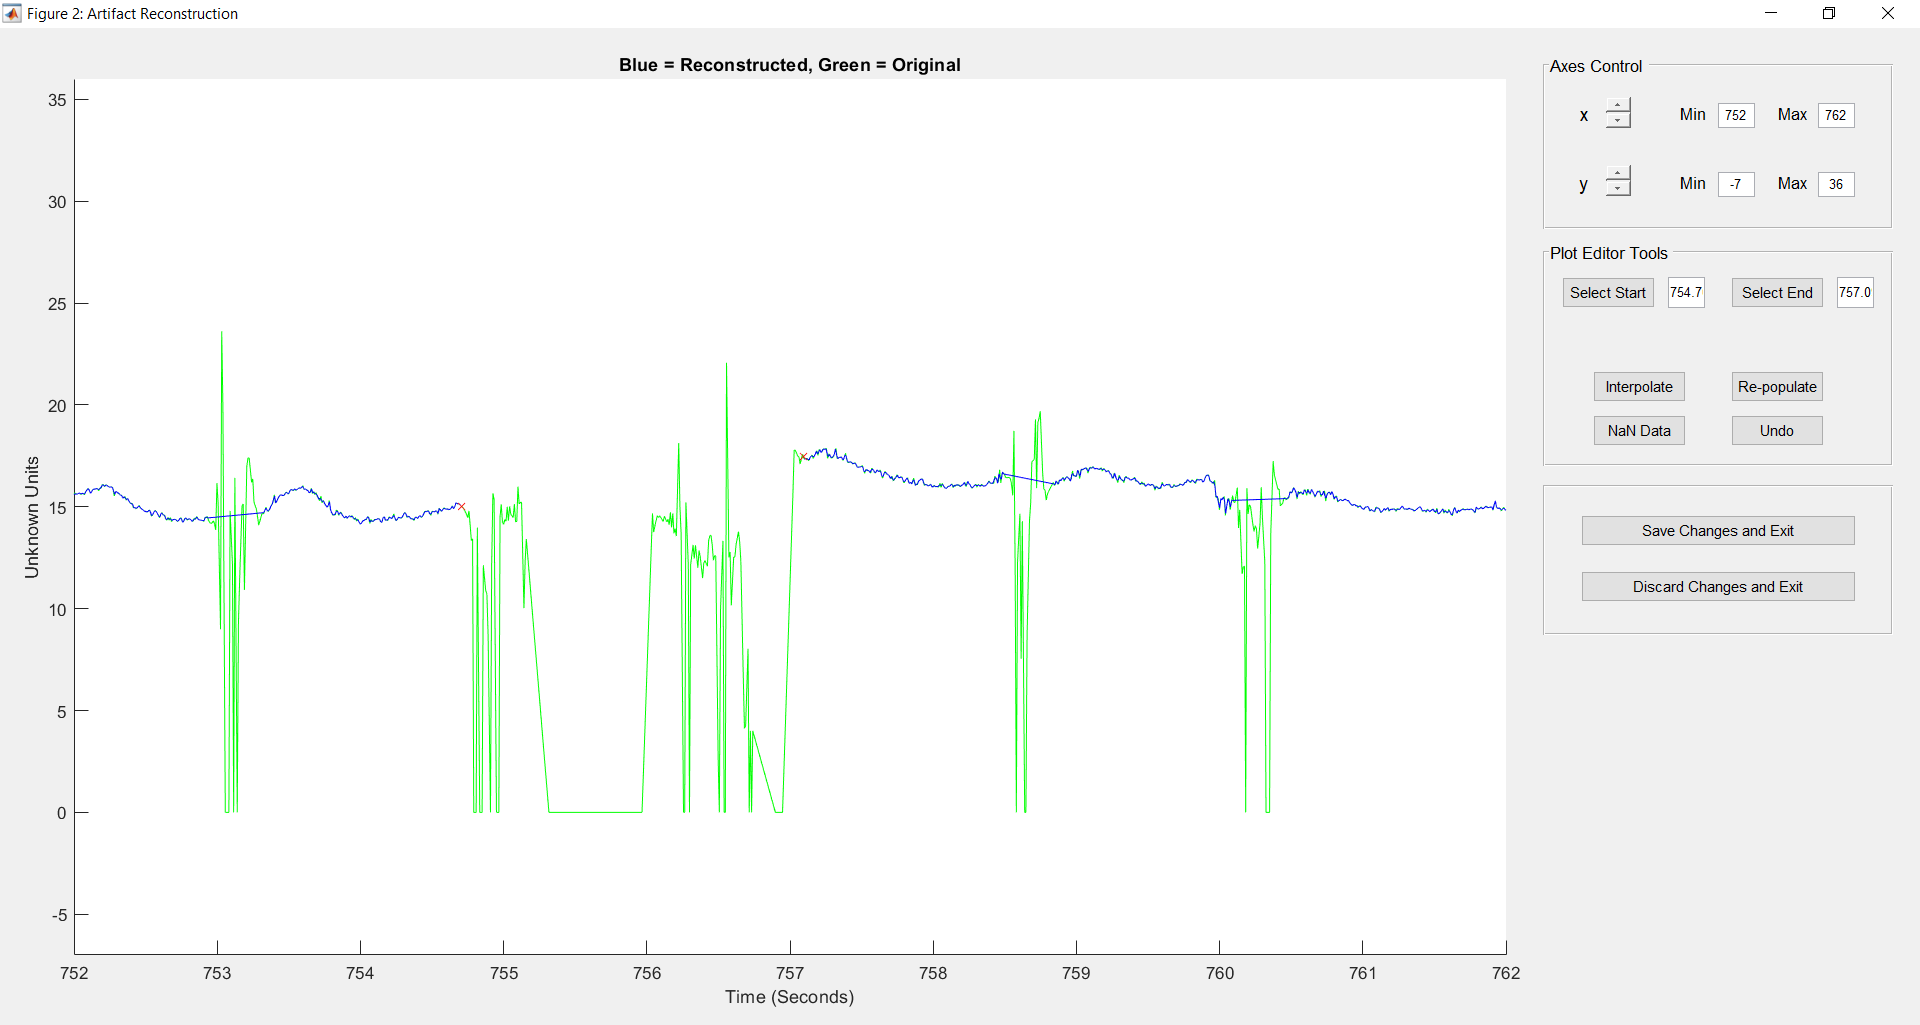 Figure 2: Artifact Reconstruction
Blue = Reconstructed, Green = Original
35
30
25
20
15
10
5
0
-5
Unknown Units
752 753 754 755 756 757 758 759 760 761 762
Time (Seconds)
Axes Control
x Min 752 Max 762
y Min -7 Max 36
Plot Editor Tools
Select Start 754.7 Select End 757.0
Interpolate Re-populate
NaN Data Undo
Save Changes and Exit
Discard Changes and Exit